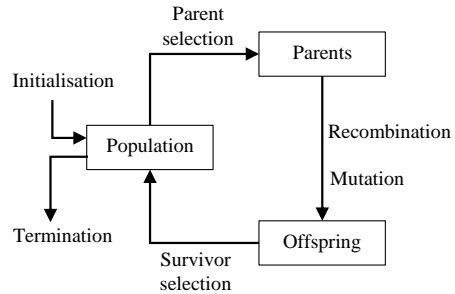 Parent
selection
Parents
Initialisation
Population
Recombination
Mutation
Termination
Offspring
Survivor
selection